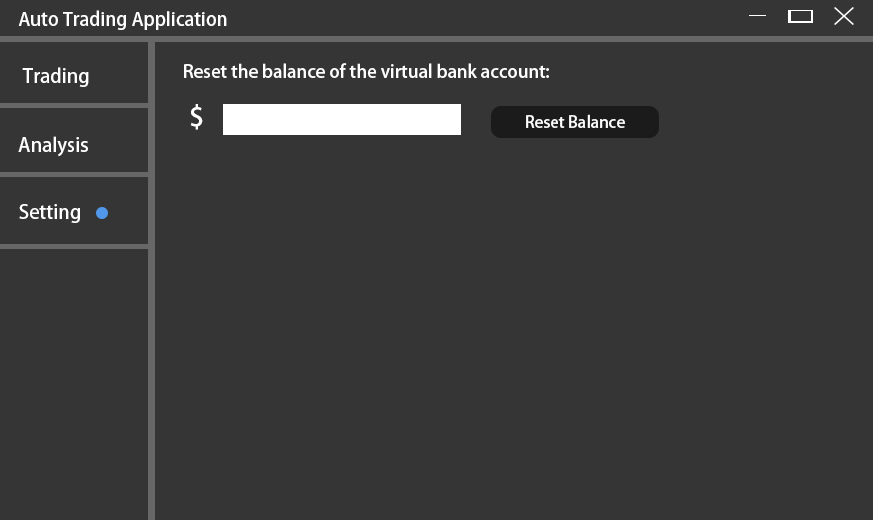 Auto Trading Application
Trading
Analysis
Setting
Reset the balance of the virtual bank account:
$
Reset Balance